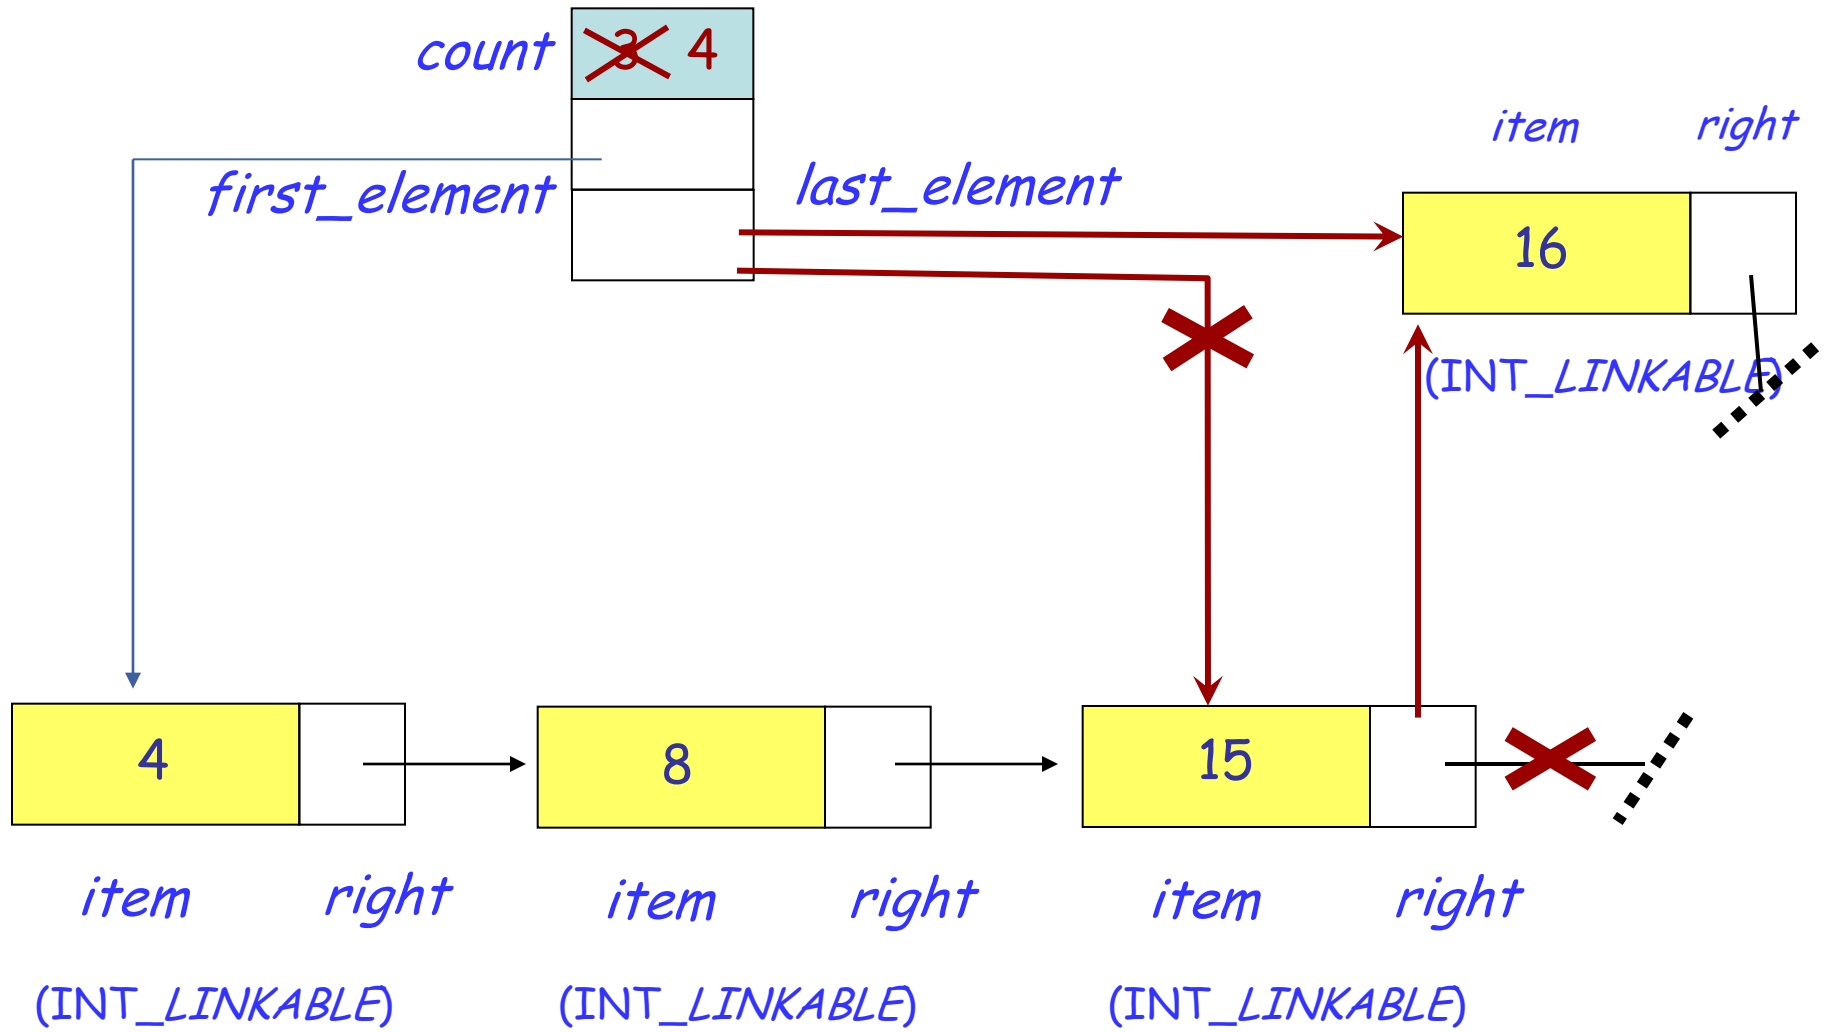 count 3 4
item right
first_element last_element
16
(INT_LINKABLE)
4 8 15
item right item right item right
(INT_LINKABLE) (INT_LINKABLE) (INT_LINKABLE)